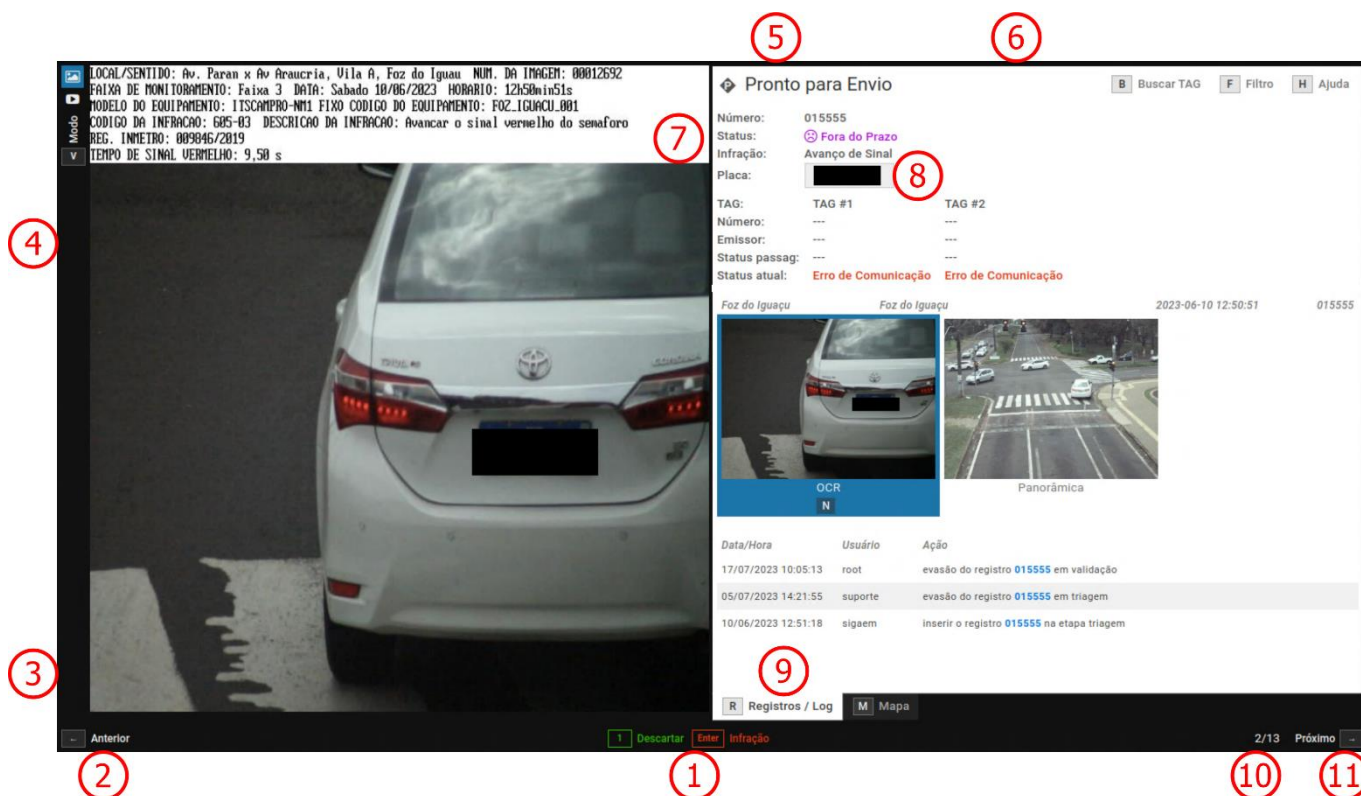 5
6
LOCAL/SENTIDO: Av. Paran x Av Araucria, Vila A, Foz do Iguau NUM. DA IMAGEM: 00012692
FAIXA DE MONITORAMENTO: Faixa 3 DATA: Sabado 10/06/2023 HORARIO: 12h50min51s
MODELO DO EQUIPAMENTO: ITSCAMPRO-NM1 FIXO CODIGO DO EQUIPAMENTO: FOZ_IGUACU_001
CODIGO DA INFRACAO: 605-03 DESCRICAO DA INFRACAO: Avancar o sinal vermelho do semaforo
REG. INMETRO: 009846/2019
TEMPO DE SINAL VERMELHO: 9,50 s
Modo
V
7
4
3
Pronto para Envio
B Buscar TAG F Filtro H Ajuda
Número: 015555
Status: Fora do Prazo
Infração: Avanço de Sinal
Placa:
8
TAG: TAG #1 TAG #2
Número: --- ---
Emissor: --- ---
Status passag: --- ---
Status atual: Erro de Comunicação Erro de Comunicação
Foz do Iguaçu Foz do Iguaçu 2023-06-10 12:50:51 015555
OCR Panorâmica
N
Data/Hora Usuário Ação
17/07/2023 10:05:13 root evasão do registro 015555 em validação
05/07/2023 14:21:55 suporte evasão do registro 015555 em triagem
10/06/2023 12:51:18 sigaem inserir o registro 015555 na etapa triagem
9
R Registros / Log M Mapa
← Anterior 1 Descartar Enter Infração 2/13 Próximo →
2
1
10
11